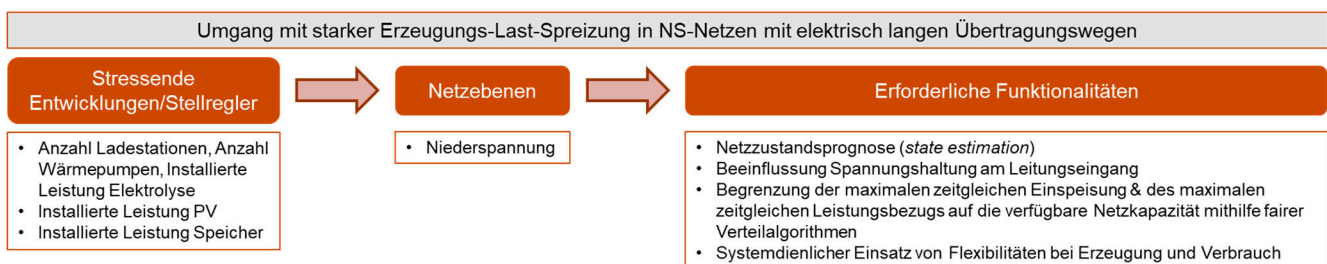 Umgang mit starker Erzeugungs-Last-Spreizung in NS-Netzen mit elektrisch langen Übertragungswegen
Stressende
Entwicklungen/Stellregler
• Anzahl Ladestationen, Anzahl
Wärmepumpen, Installierte
Leistung Elektrolyse
• Installierte Leistung PV
• Installierte Leistung Speicher
Netzebenen
• Niederspannung
Erforderliche Funktionalitäten
• Netzzustandsprognose (state estimation)
• Beeinflussung Spannungshaltung am Leitungseingang
• Begrenzung der maximalen zeitgleichen Einspeisung & des maximalen
zeitgleichen Leistungsbezugs auf die verfügbare Netzkapazität mithilfe fairer
Verteilalgorithmen
• Systemdienlicher Einsatz von Flexibilitäten bei Erzeugung und Verbrauch